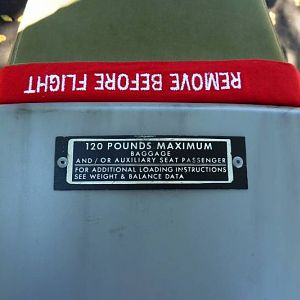 REMOVE BEFORE FLIGHT
120 POUNDS MAXIMUM
BAGGAGE
AND / OR AUXILIARY SEAT PASSENGER
FOR ADDITIONAL LOADING INSTRUCTIONS
SEE WEIGHT & BALANCE DATA